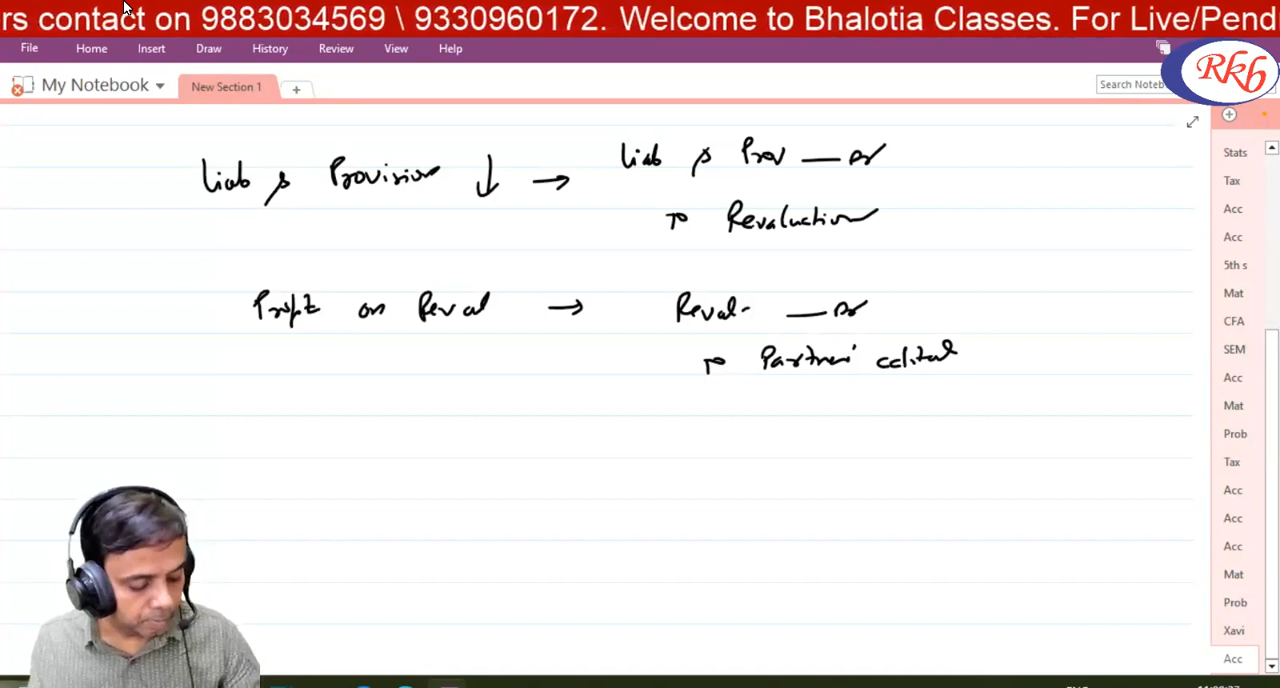 rs contact on 9883034569 \ 9330960172. Welcome to Bhalotia Classes. For Live/Pend
File Home Insert Draw History Review View Help
Rkb
My Notebook New Section 1 + Search Noteb
Stats
Tax
Acc
Acc
5th s
Mat
CFA
SEM
Acc
Mat
Prob
Tax
Acc
Acc
Acc
Mat
Prob
Xavi
Acc
Liab & Provision ↓ → Liab & Prov — Dr
To Revaluation
Profit on Reval → Reval — Dr
To Partners' Capital